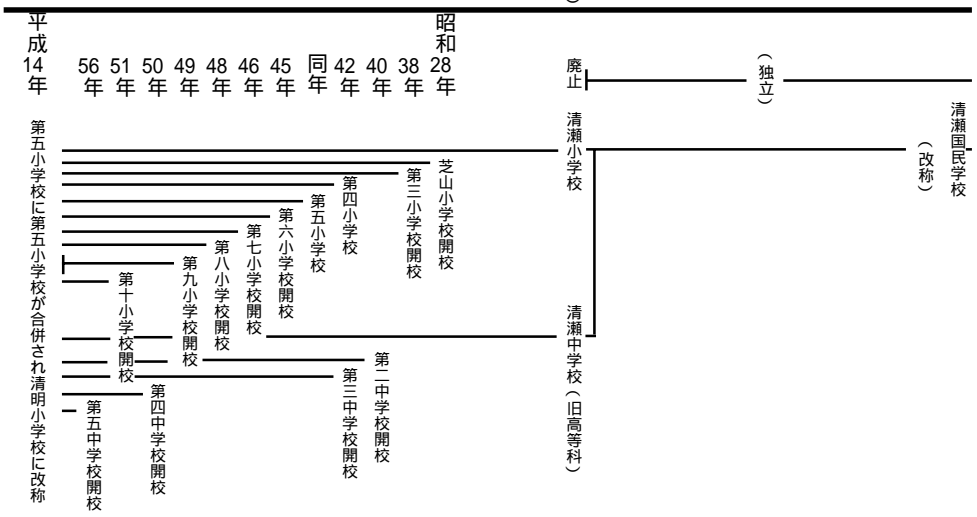 清瀬国民学校
（改称）
（独立）
廃止
清瀬小学校
清瀬中学校（旧高等科）
昭和28年
芝山小学校開校
38年
第三小学校開校
40年
第二中学校開校
42年
第四小学校
第三中学校開校
同年
第五小学校
45年
第六小学校開校
46年
第七小学校開校
48年
第八小学校開校
49年
第九小学校開校
50年
第四中学校開校
51年
第十小学校開校
56年
第五中学校開校
平成14年
第五小学校に第五小学校が合併され清明小学校に改称